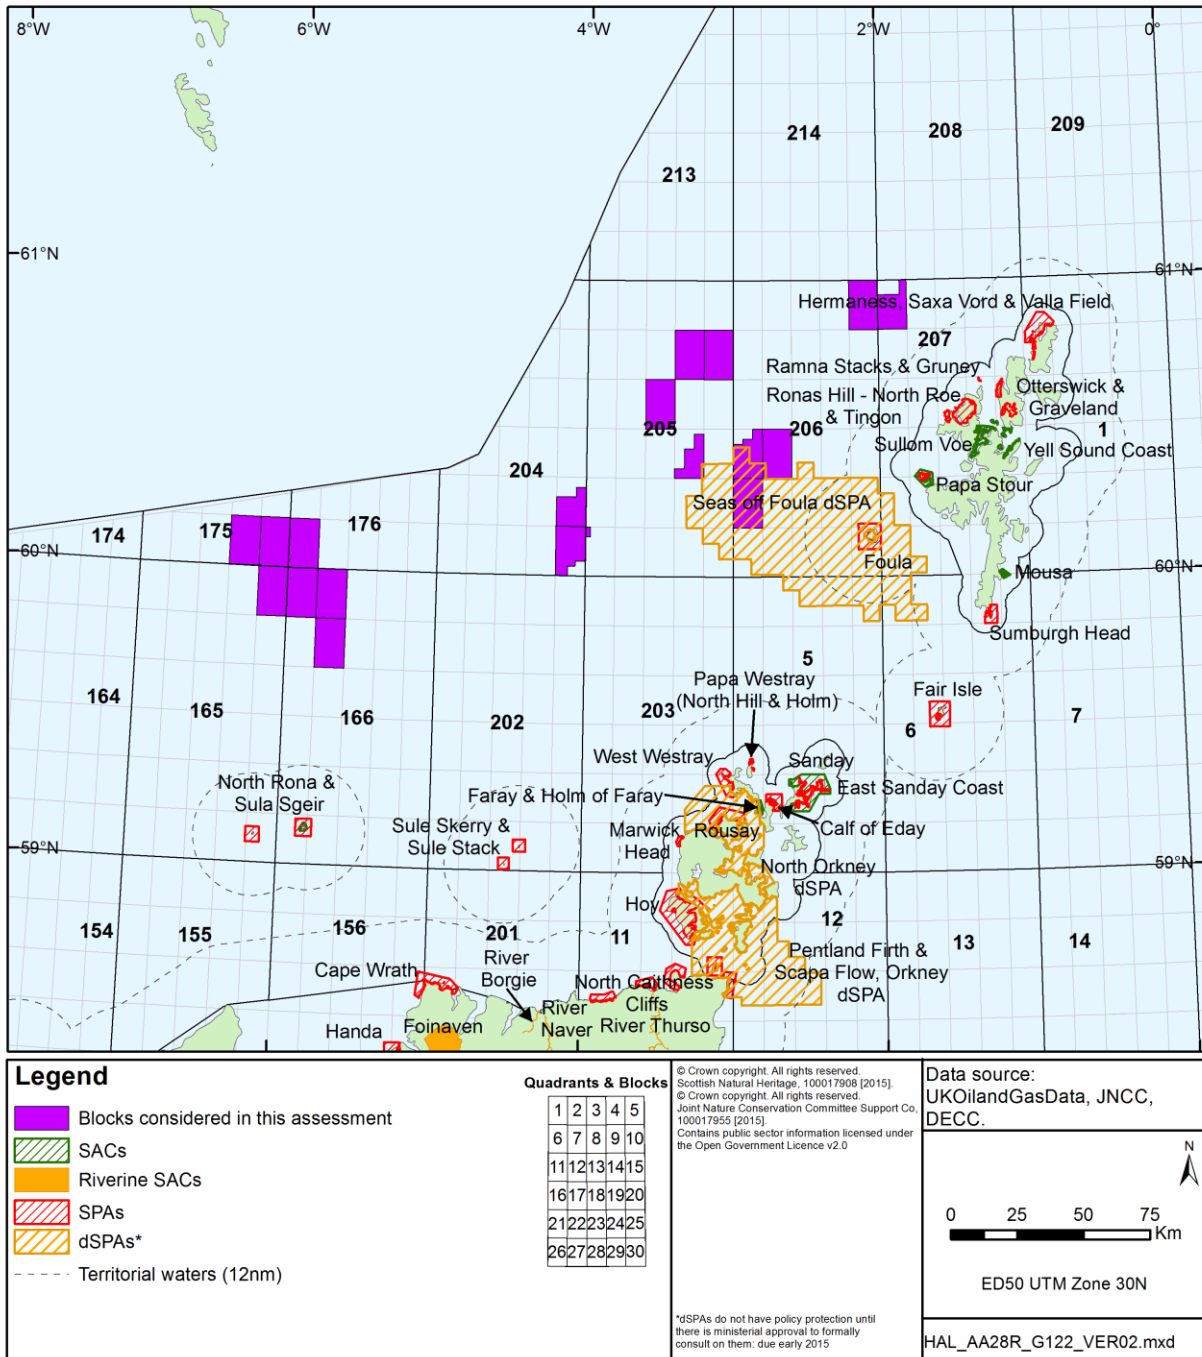 8°W
6°W
4°W
2°W
0°
214
208
209
213
61°N
61°N
Hermaness, Saxa Vord & Valla Field
207
Ramna Stacks & Gruney
Ronas Hill - North Roe
& Tingon
Otterswick &
Graveland
205
206
1
Sullom Voe
Yell Sound Coast
204
Papa Stour
Seas off Foula dSPA
174
175
176
60°N
Foula
60°N
Mousa
Sumburgh Head
5
Papa Westray
(North Hill & Holm)
Fair Isle
164
165
166
202
203
6
7
West Westray
Sanday
North Rona &
Sula Sgeir
Faray & Holm of Faray
East Sanday Coast
Sule Skerry &
Sule Stack
Marwick
Head
Rousay
Calf of Eday
59°N
59°N
North Orkney
dSPA
Hoy
154
155
156
201
11
12
13
14
River
Borgie
Pentland Firth &
Scapa Flow, Orkney
dSPA
Cape Wrath
North Caithness
Cliffs
River
Naver
River Thurso
Handa
Foinaven
Legend
Blocks considered in this assessment
SACs
Riverine SACs
SPAs
dSPAs*
Territorial waters (12nm)
Quadrants & Blocks
1 2 3 4 5
6 7 8 9 10
11 12 13 14 15
16 17 18 19 20
21 22 23 24 25
26 27 28 29 30
© Crown copyright. All rights reserved.
Scottish Natural Heritage, 100017908 [2015].
© Crown copyright. All rights reserved.
Joint Nature Conservation Committee Support Co,
100017955 [2015].
Contains public sector information licensed under
the Open Government Licence v2.0
*dSPAs do not have policy protection until
there is ministerial approval to formally
consult on them: due early 2015
Data source:
UKOilandGasData, JNCC,
DECC.
N
0 25 50 75
Km
ED50 UTM Zone 30N
HAL_AA28R_G122_VER02.mxd